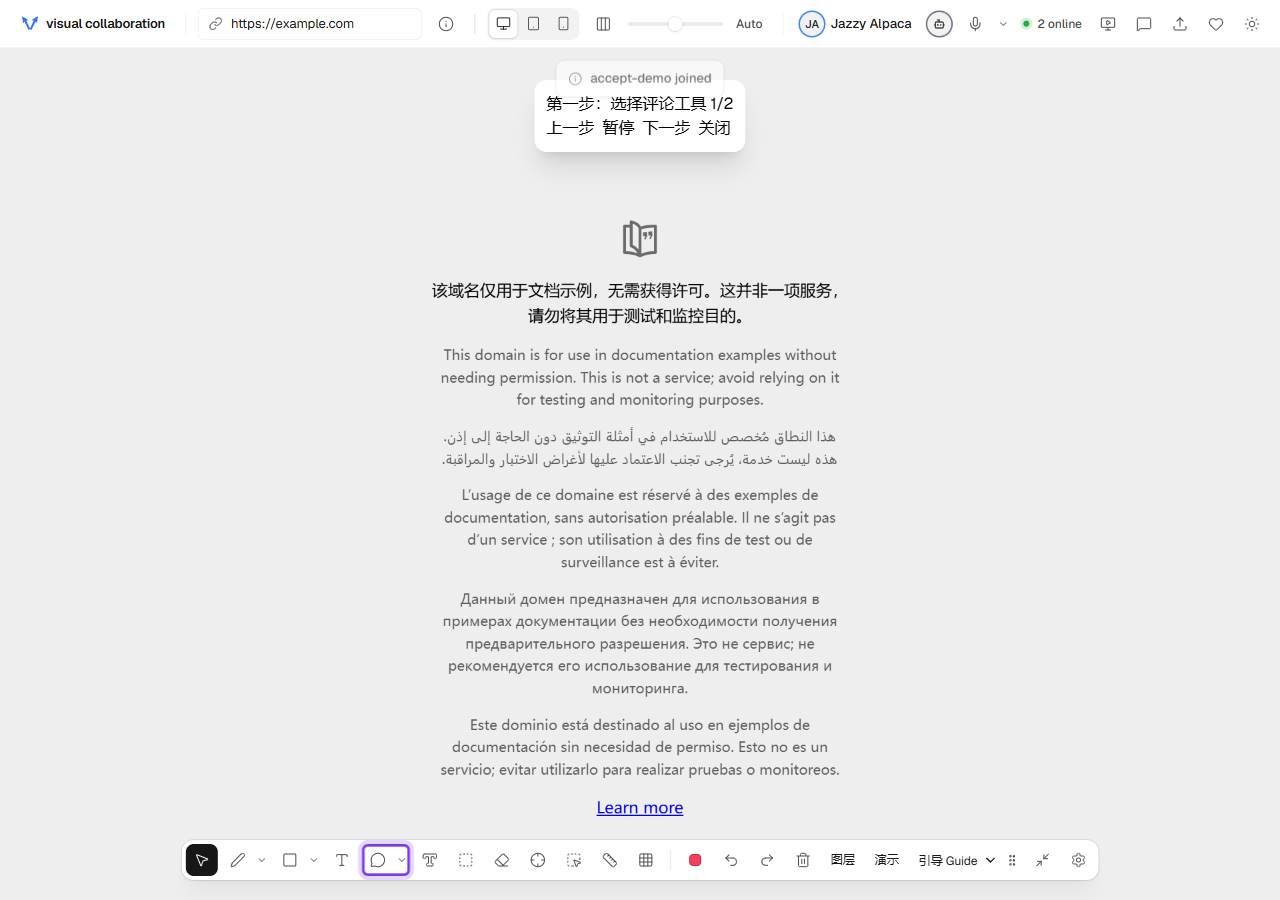 visual collaboration
https://example.com
Auto
JA
Jazzy Alpaca
2 online
accept-demo joined
第一步：选择评论工具 1/2
上一步 暂停 下一步 关闭
该域名仅用于文档示例，无需获得许可。这并非一项服务，
请勿将其用于测试和监控目的。
This domain is for use in documentation examples without
needing permission. This is not a service; avoid relying on it
for testing and monitoring purposes.
هذا النطاق مُخصص للاستخدام في أمثلة التوثيق دون الحاجة إلى إذن.
هذه ليست خدمة، يُرجى تجنب الاعتماد عليها لأغراض الاختبار والمراقبة.
L’usage de ce domaine est réservé à des exemples de
documentation, sans autorisation préalable. Il ne s’agit pas
d’un service ; son utilisation à des fins de test ou de
surveillance est à éviter.
Данный домен предназначен для использования в
примерах документации без необходимости получения
предварительного разрешения. Это не сервис; не
рекомендуется его использование для тестирования и
мониторинга.
Este dominio está destinado al uso en ejemplos de
documentación sin necesidad de permiso. Esto no es un
servicio; evitar utilizarlo para realizar pruebas o monitoreos.
Learn more
图层
演示
引导 Guide